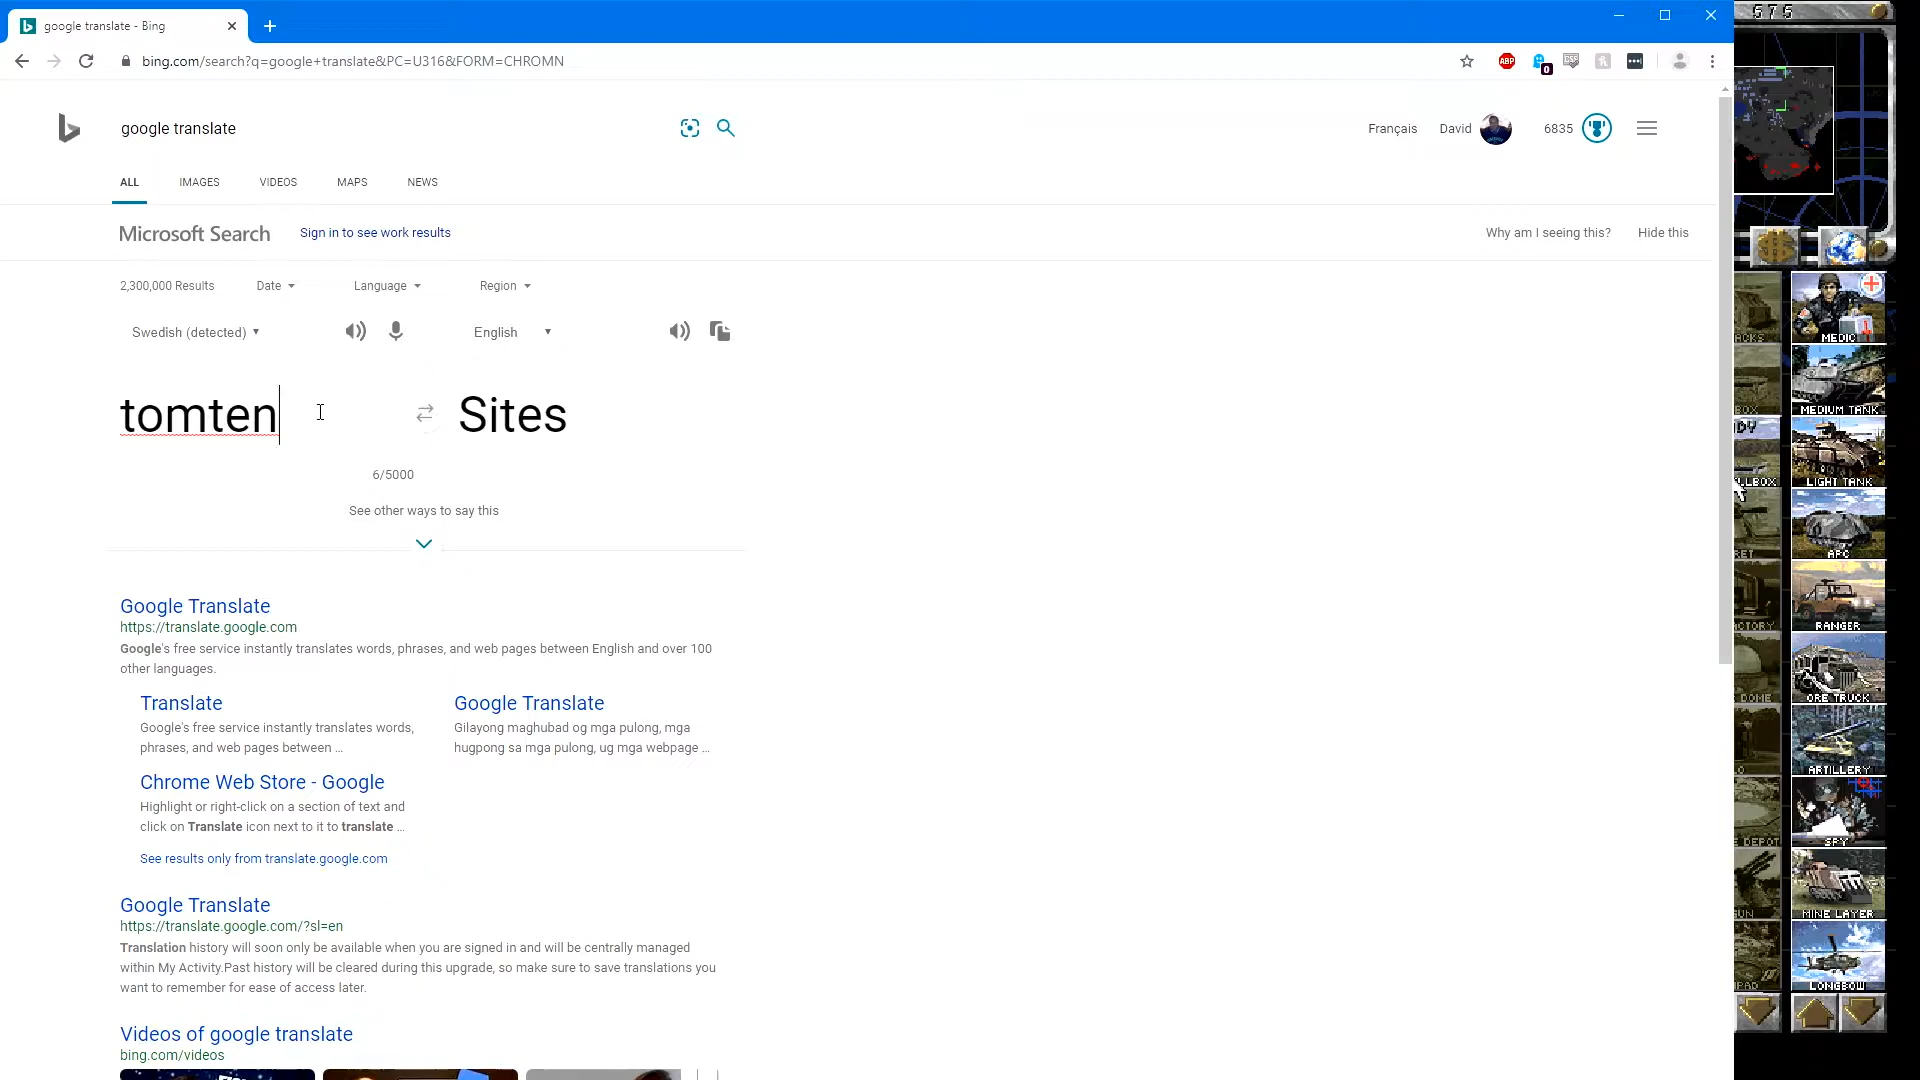 google translate - Bing
bing.com/search?q=google+translate&PC=U316&FORM=CHROMN
ABP
0
google translate
Français David 6835
ALL IMAGES VIDEOS MAPS NEWS
Microsoft Search Sign in to see work results Why am I seeing this? Hide this
2,300,000 Results Date Language Region
Swedish (detected) English
tomten Sites
6/5000
See other ways to say this
Google Translate
https://translate.google.com
Google's free service instantly translates words, phrases, and web pages between English and over 100
other languages.
Translate
Google's free service instantly translates words,
phrases, and web pages between ...
Google Translate
Gilayong maghubad og mga pulong, mga
hugpong sa mga pulong, ug mga webpage ...
Chrome Web Store - Google
Highlight or right-click on a section of text and
click on Translate icon next to it to translate ...
See results only from translate.google.com
Google Translate
https://translate.google.com/?sl=en
Translation history will soon only be available when you are signed in and will be centrally managed
within My Activity.Past history will be cleared during this upgrade, so make sure to save translations you
want to remember for ease of access later.
Videos of google translate
bing.com/videos
575
MEDIC
MEDIUM TANK
LIGHT TANK
APC
RANGER
ORE TRUCK
ARTILLERY
SPY
MINE LAYER
LONGBOW